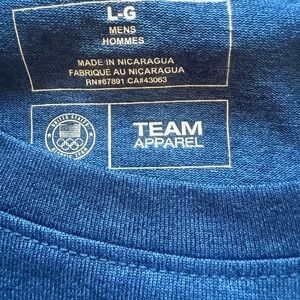 L-G
MENS
HOMMES
MADE IN NICARAGUA
FABRIQUE AU NICARAGUA
RN#67891 CA#43063
UNITED STATES
TEAM
APPAREL